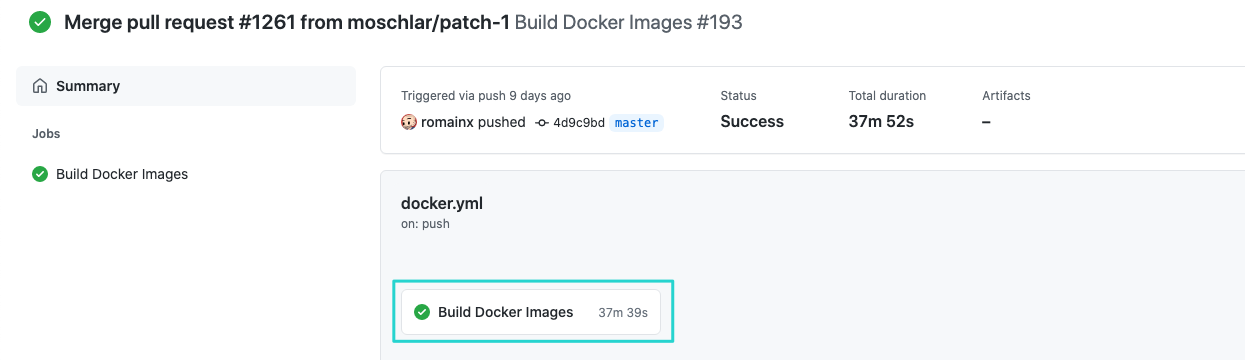 Merge pull request #1261 from moschlar/patch-1 Build Docker Images #193
Summary
Jobs
Build Docker Images
Triggered via push 9 days ago
romainx pushed 4d9c9bd master
Status
Success
Total duration
37m 52s
Artifacts
–
docker.yml
on: push
Build Docker Images 37m 39s